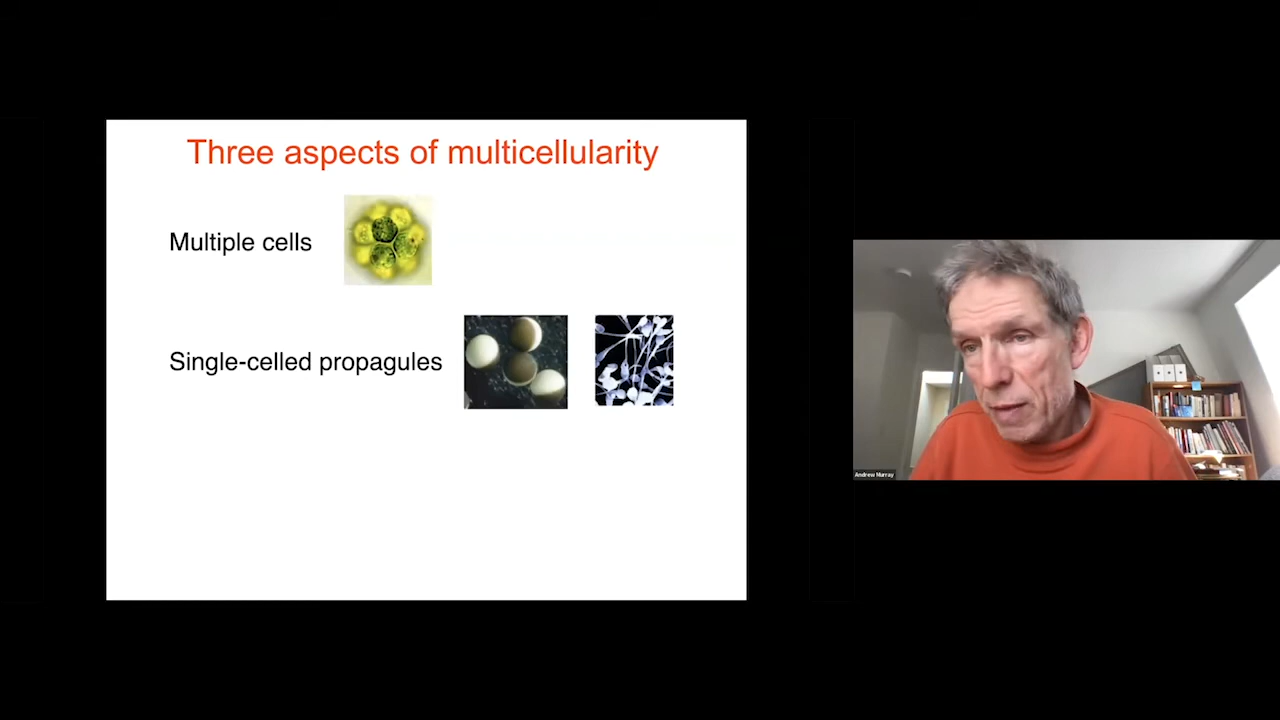 Three aspects of multicellularity
Multiple cells
Single-celled propagules
Andrew Murray